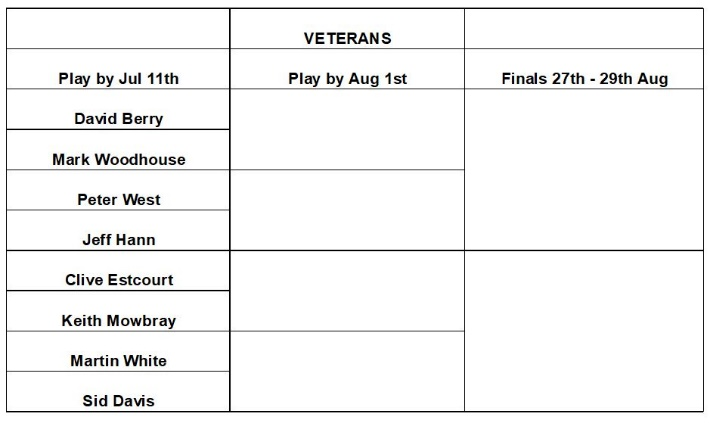 VETERANS
Play by Jul 11th Play by Aug 1st Finals 27th - 29th Aug
David Berry
Mark Woodhouse
Peter West
Jeff Hann
Clive Estcourt
Keith Mowbray
Martin White
Sid Davis